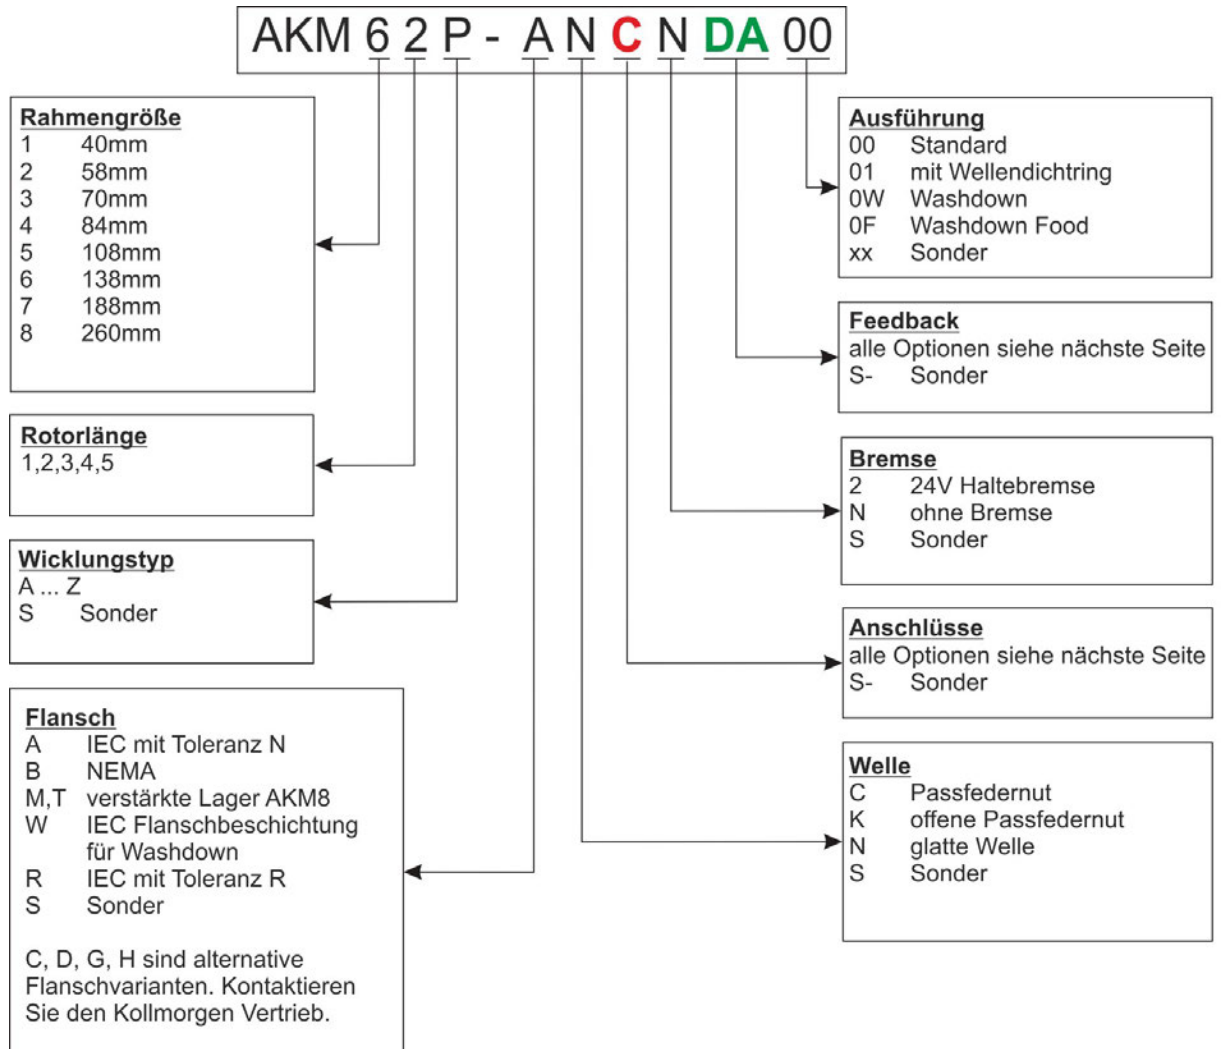 AKM 6 2 P - A N C N DA 00
Rahmengröße
1 40mm
2 58mm
3 70mm
4 84mm
5 108mm
6 138mm
7 188mm
8 260mm
Rotorlänge
1,2,3,4,5
Wicklungstyp
A ... Z
S Sonder
Flansch
A IEC mit Toleranz N
B NEMA
M,T verstärkte Lager AKM8
W IEC Flanschbeschichtung
für Washdown
R IEC mit Toleranz R
S Sonder
C, D, G, H sind alternative
Flanschvarianten. Kontaktieren
Sie den Kollmorgen Vertrieb.
Ausführung
00 Standard
01 mit Wellendichtring
0W Washdown
0F Washdown Food
xx Sonder
Feedback
alle Optionen siehe nächste Seite
S- Sonder
Bremse
2 24V Haltebremse
N ohne Bremse
S Sonder
Anschlüsse
alle Optionen siehe nächste Seite
S- Sonder
Welle
C Passfedernut
K offene Passfedernut
N glatte Welle
S Sonder